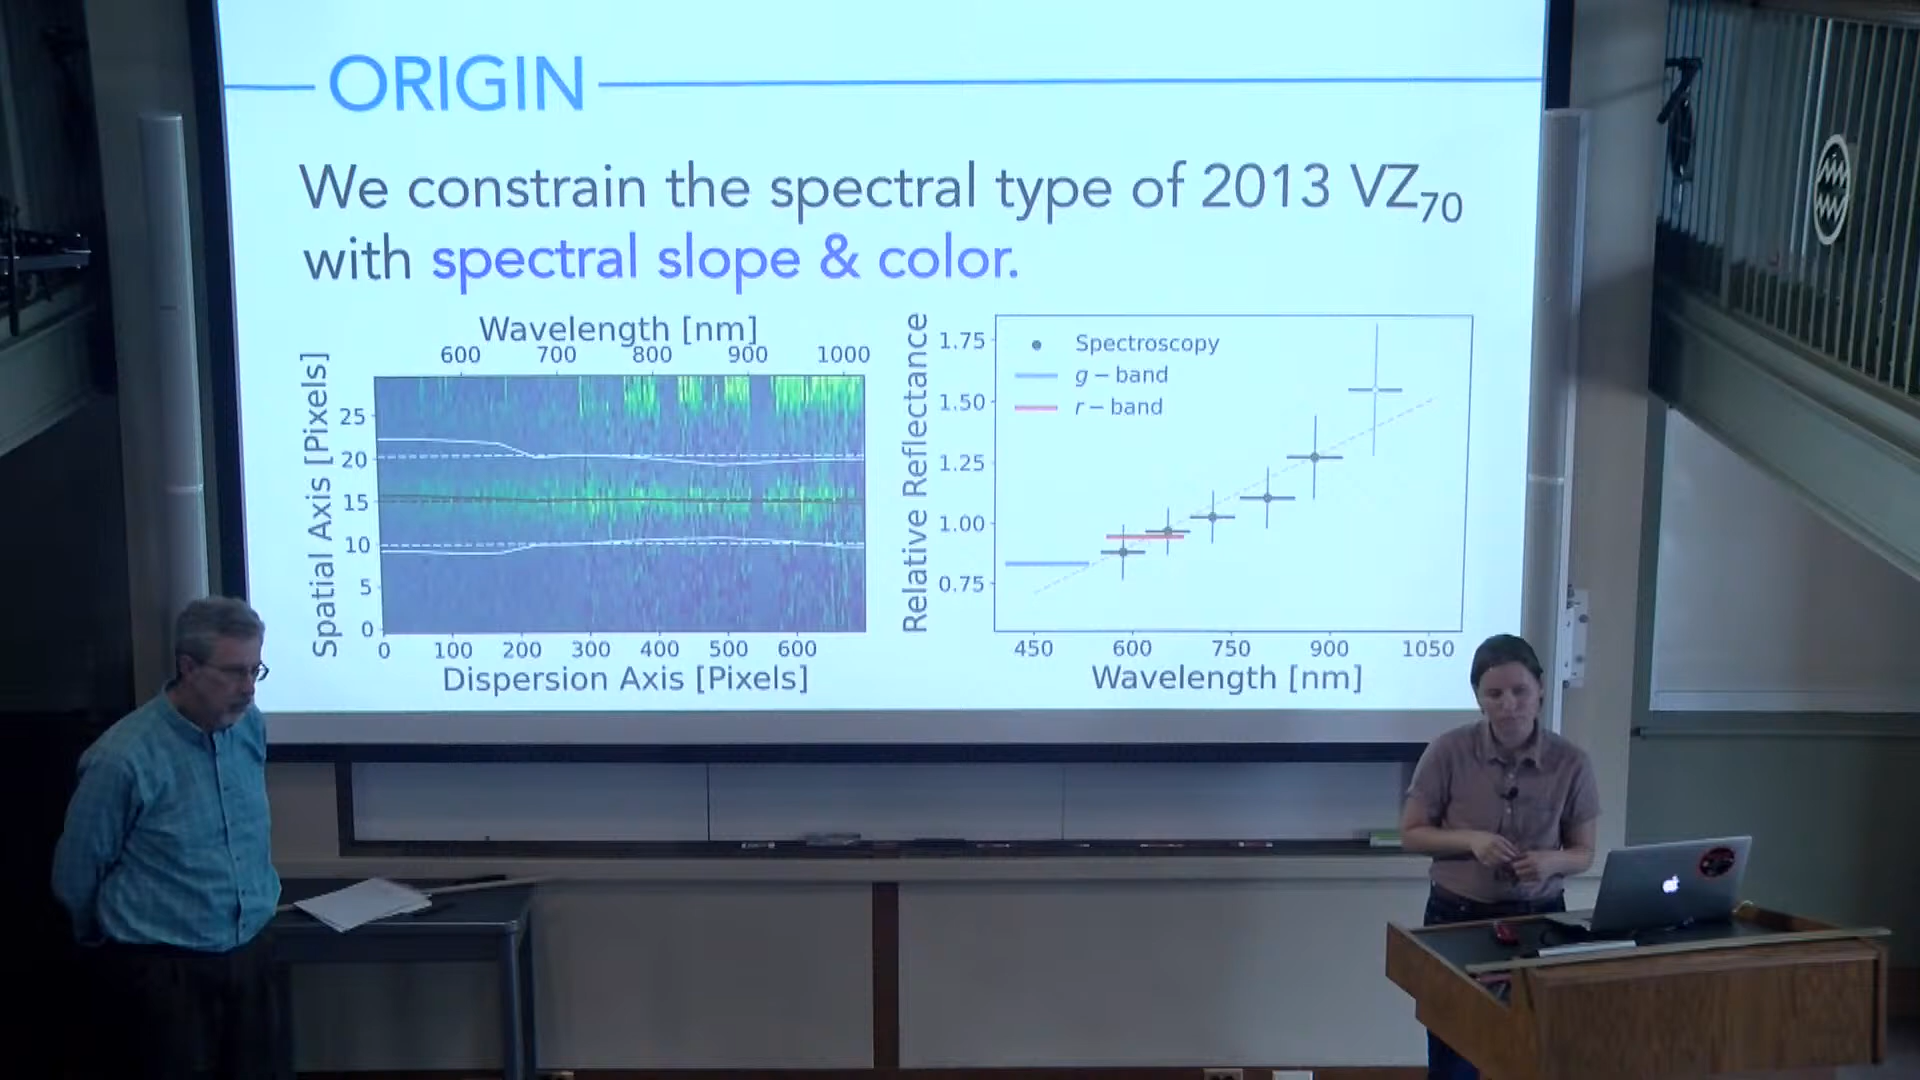 ORIGIN
We constrain the spectral type of 2013 VZ₇₀
with spectral slope & color.
Wavelength [nm]
600 700 800 900 1000
Spatial Axis [Pixels]
25
20
15
10
5
0
0 100 200 300 400 500 600
Dispersion Axis [Pixels]
Relative Reflectance
1.75
1.50
1.25
1.00
0.75
Spectroscopy
g – band
r – band
450 600 750 900 1050
Wavelength [nm]